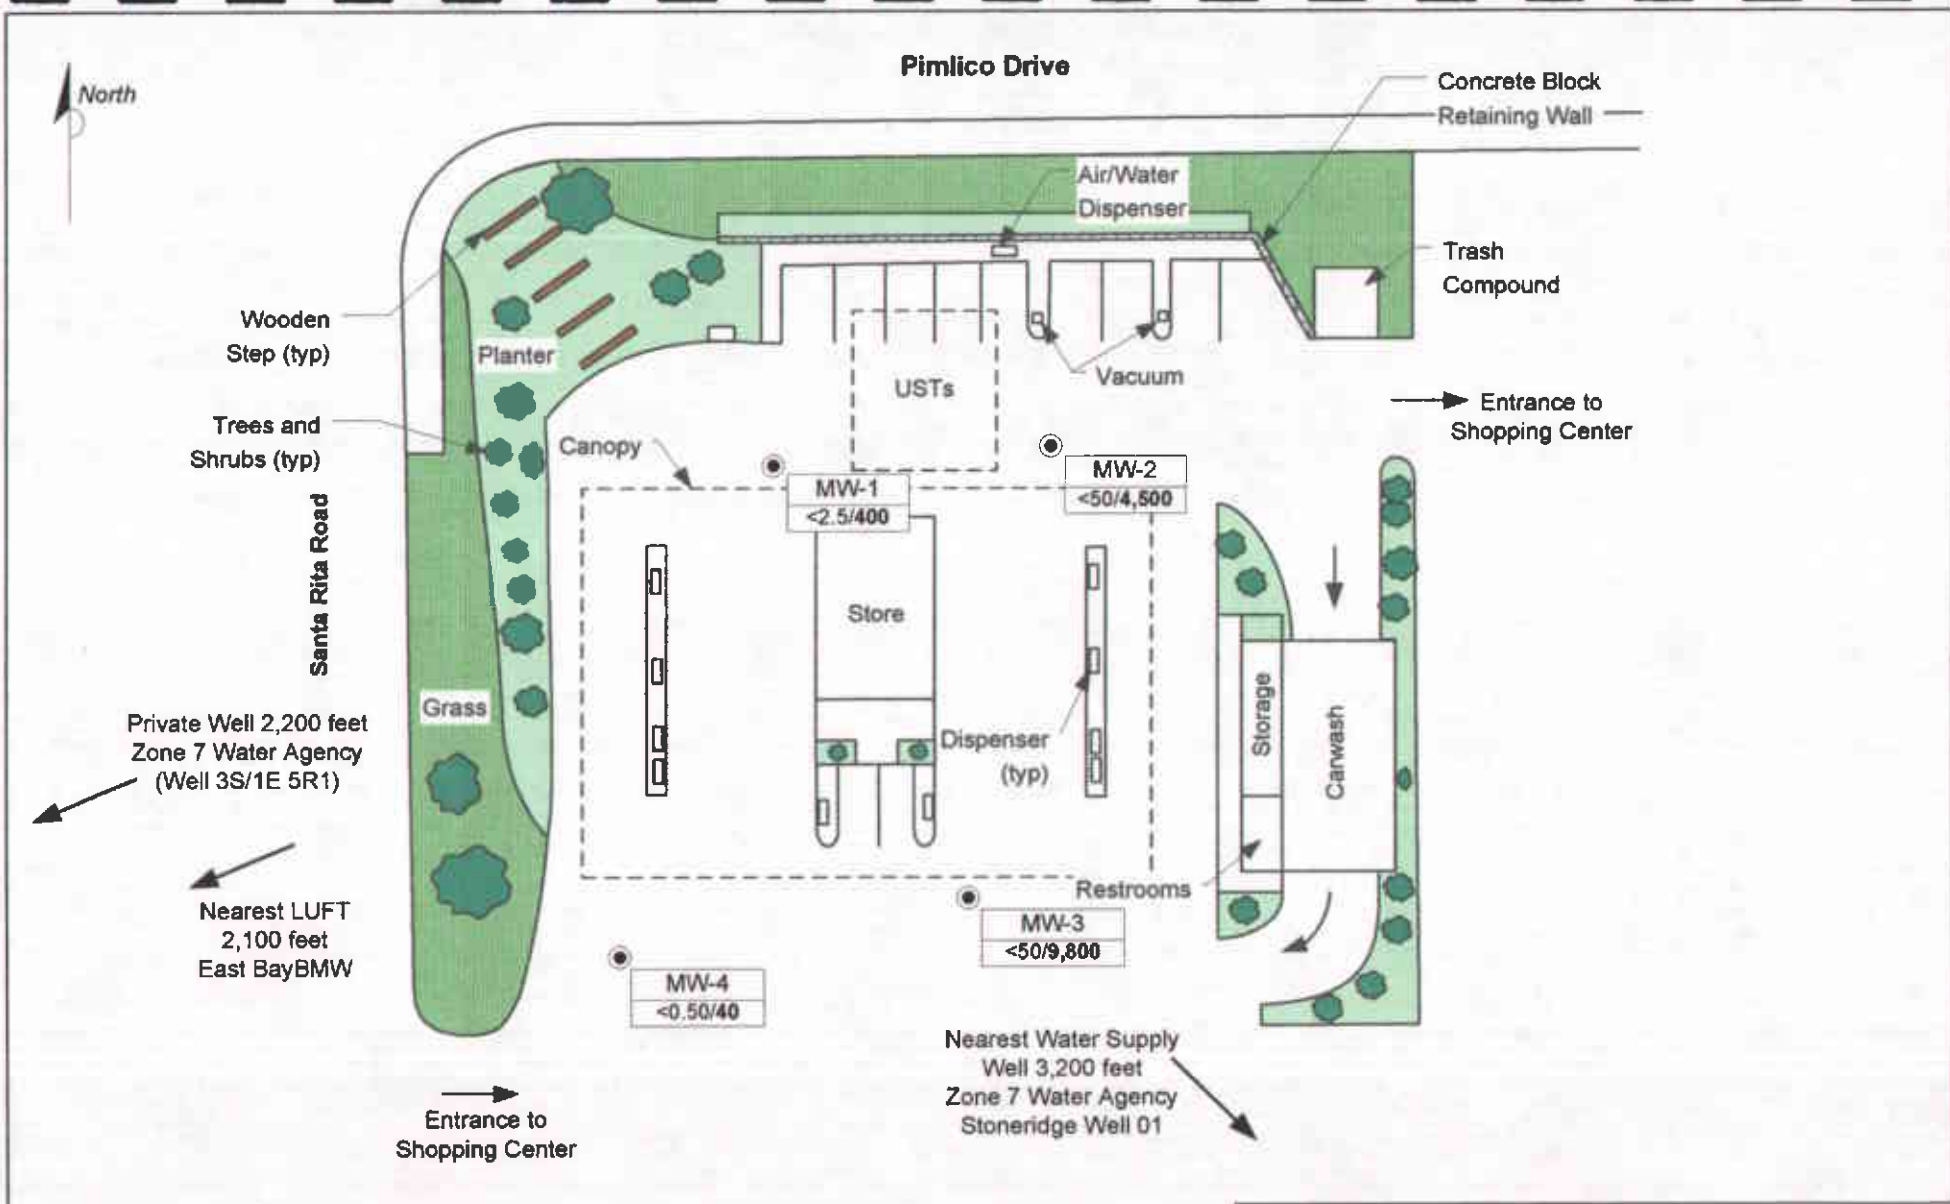 Pimlico Drive
North
Concrete Block
Retaining Wall
Air/Water
Dispenser
Trash
Compound
Wooden
Step (typ)
Planter
USTs
Vacuum
Entrance to
Shopping Center
Trees and
Shrubs (typ)
Canopy
MW-1
<2.5/400
MW-2
<50/4,500
Santa Rita Road
Store
Grass
Private Well 2,200 feet
Zone 7 Water Agency
(Well 3S/1E 5R1)
Dispenser
(typ)
Storage
Carwash
Restrooms
Nearest LUFT
2,100 feet
East BayBMW
MW-3
<50/9,800
MW-4
<0.50/40
Nearest Water Supply
Well 3,200 feet
Zone 7 Water Agency
Stoneridge Well 01
Entrance to
Shopping Center